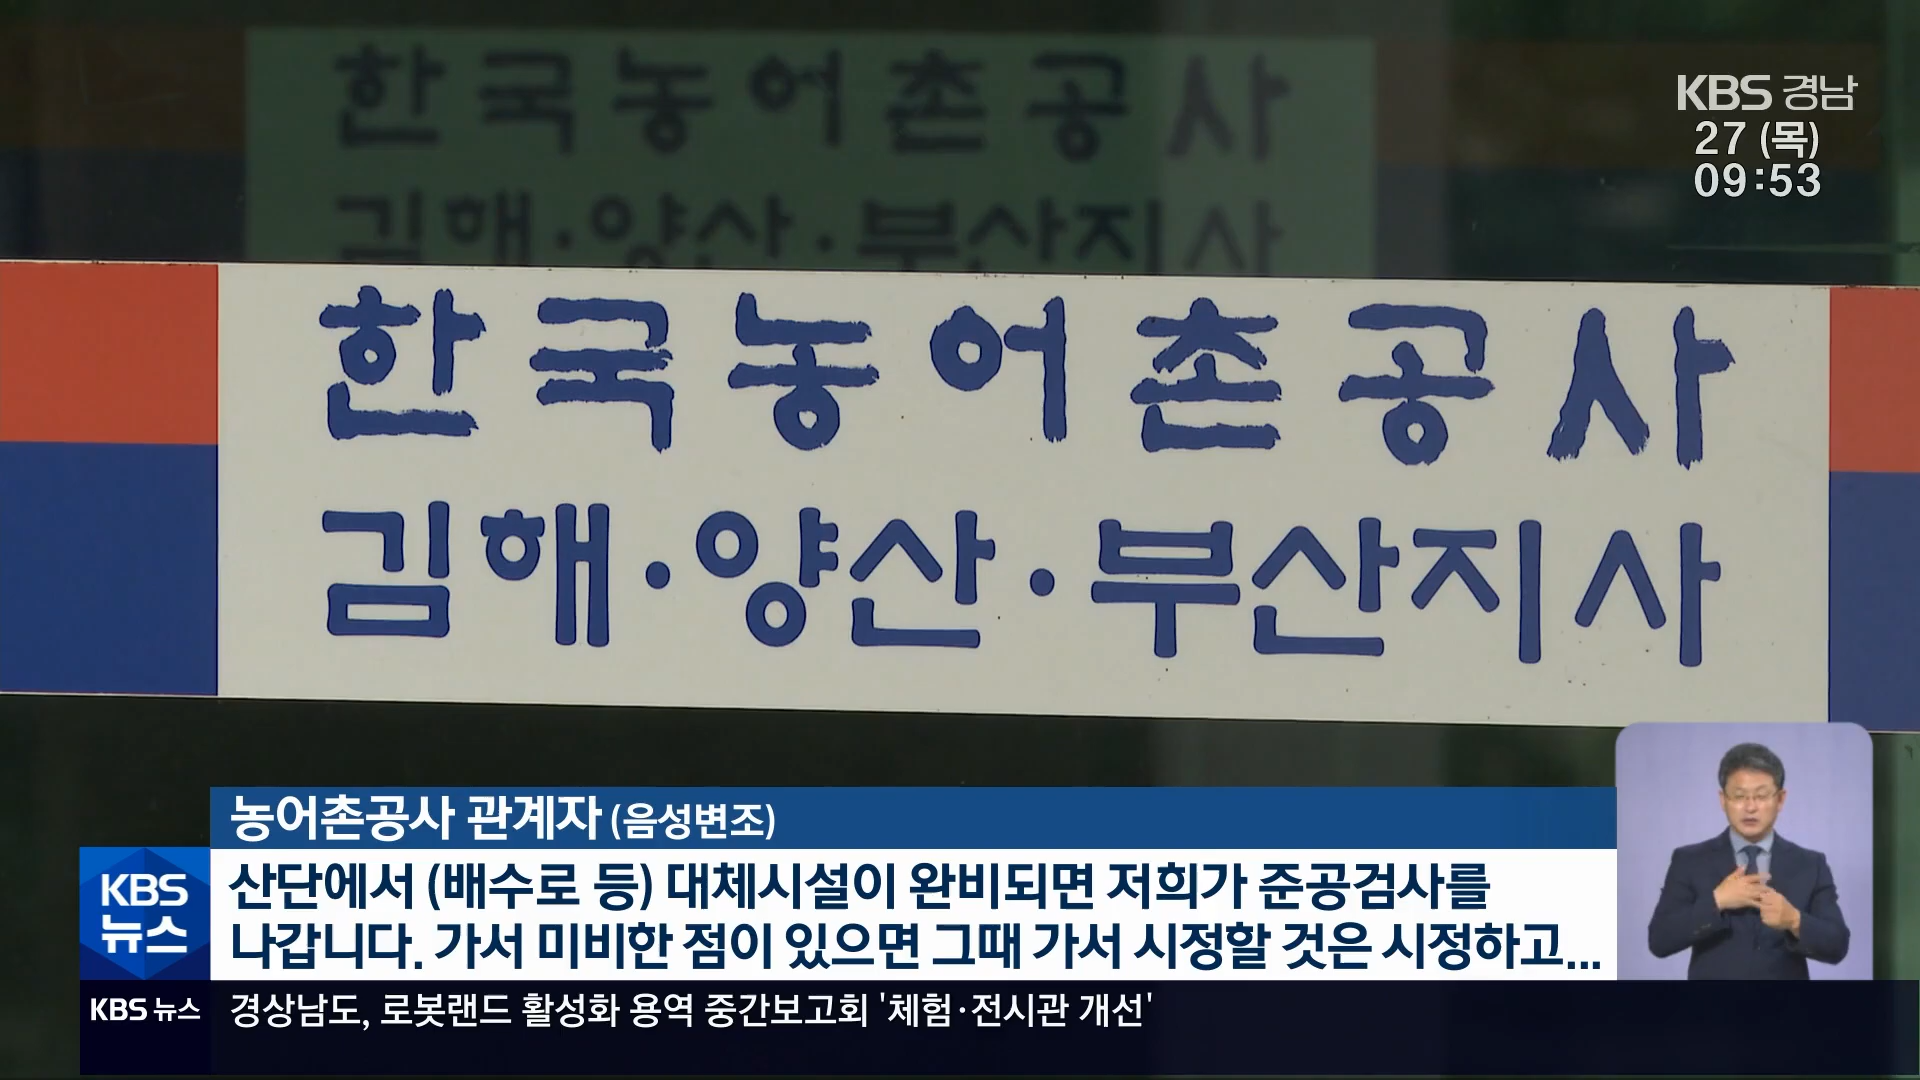 한국농어촌공사
김해·양산·부산지사
KBS 경남
27 (목)
09:53
한국농어촌공사
김해·양산·부산지사
농어촌공사 관계자 (음성변조)
KBS 뉴스
산단에서 (배수로 등) 대체시설이 완비되면 저희가 준공검사를
나갑니다. 가서 미비한 점이 있으면 그때 가서 시정할 것은 시정하고...
KBS 뉴스
경상남도, 로봇랜드 활성화 용역 중간보고회 '체험·전시관 개선'